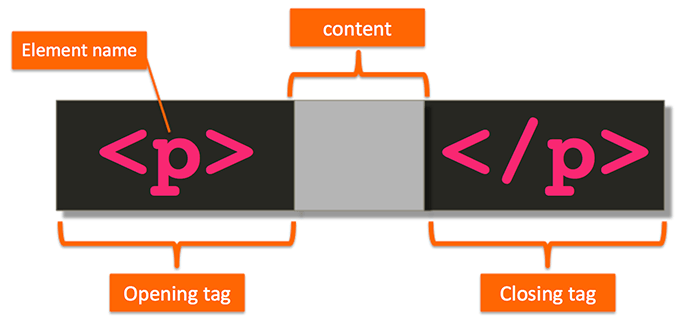 content
Element name
<p>
</p>
Opening tag
Closing tag